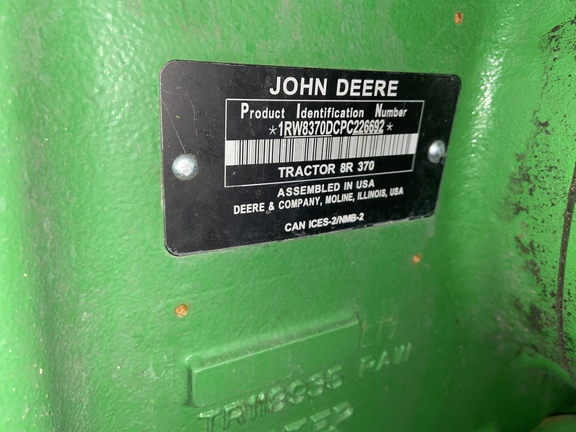 JOHN DEERE
Product Identification Number
*1RW8370DCPC226692*
TRACTOR 8R 370
ASSEMBLED IN USA
DEERE & COMPANY, MOLINE, ILLINOIS, USA
CAN ICES-2/NMB-2
PAW